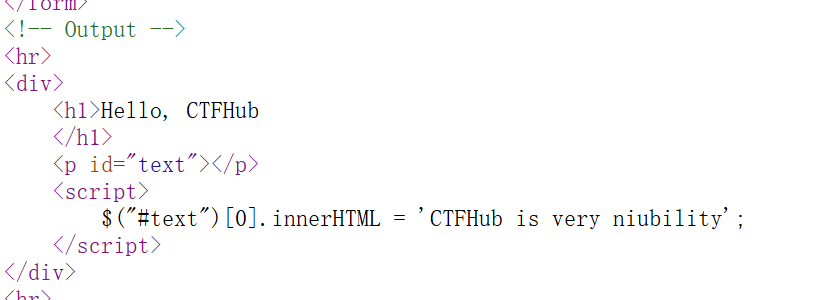 </form>
<!-- Output -->
<hr>
<div>
<h1>Hello, CTFHub
</h1>
<p id="text"></p>
<script>
$("#text")[0].innerHTML = 'CTFHub is very niubility';
</script>
</div>
<hr>